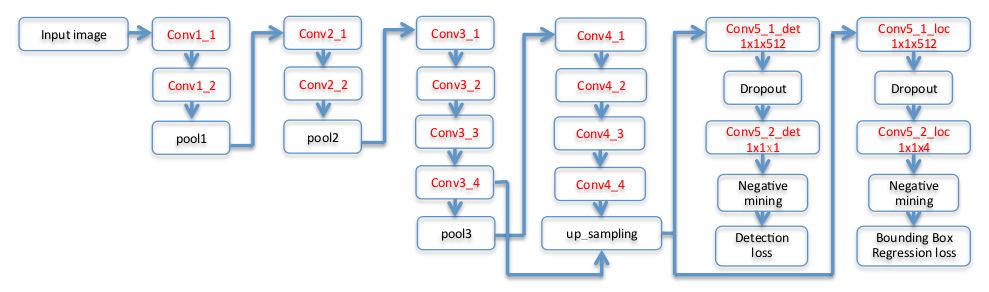 Input image
Conv1_1
Conv1_2
pool1
Conv2_1
Conv2_2
pool2
Conv3_1
Conv3_2
Conv3_3
Conv3_4
pool3
Conv4_1
Conv4_2
Conv4_3
Conv4_4
up_sampling
Conv5_1_det
1x1x512
Dropout
Conv5_2_det
1x1x1
Negative
mining
Detection
loss
Conv5_1_loc
1x1x512
Dropout
Conv5_2_loc
1x1x4
Negative
mining
Bounding Box
Regression loss